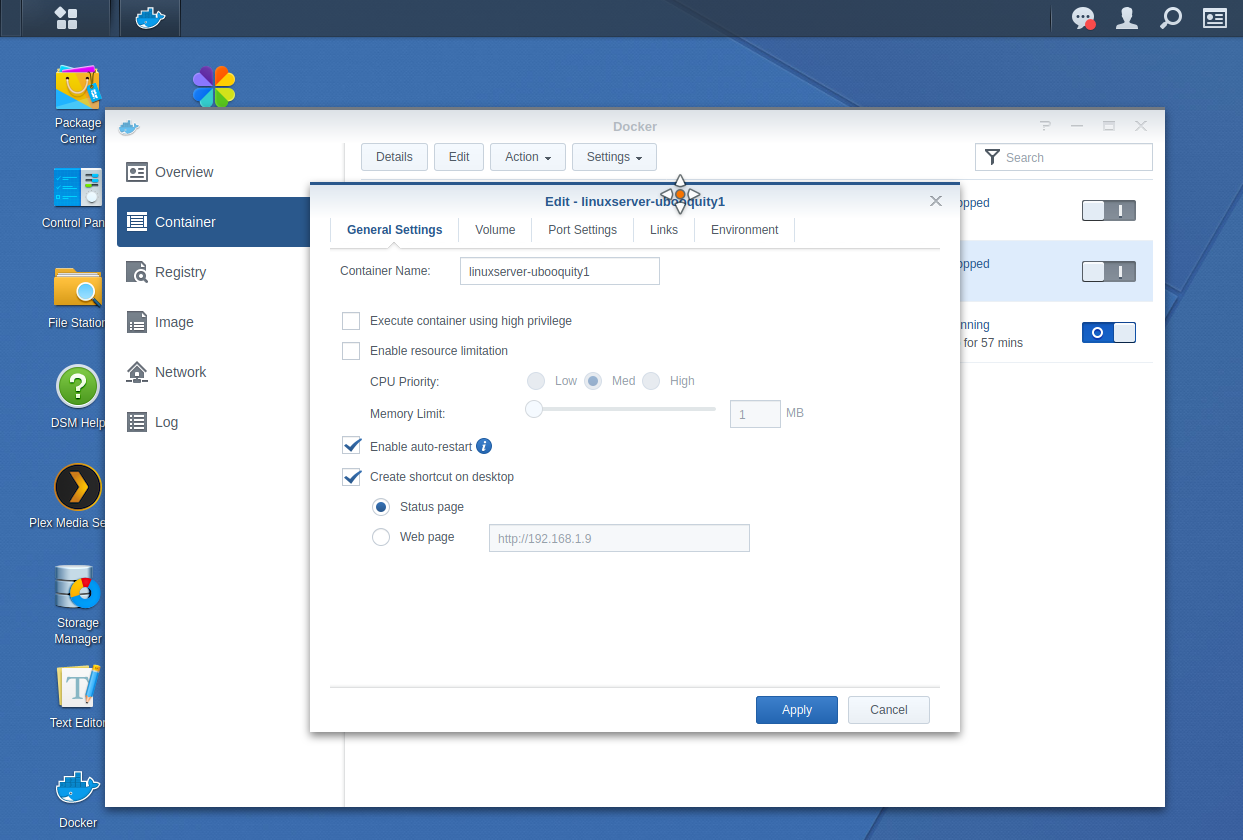 Package
Center
Control Pan
File Station
DSM Help
Plex Media Se
Storage
Manager
Text Editor
Docker
Docker
Overview
Container
Registry
Image
Network
Log
Details
Edit
Action
Settings
Search
opped
opped
nning
for 57 mins
Edit - linuxserver-ubooquity1
General Settings
Volume
Port Settings
Links
Environment
Container Name:
linuxserver-ubooquity1
Execute container using high privilege
Enable resource limitation
CPU Priority:
Low
Med
High
Memory Limit:
1
MB
Enable auto-restart
Create shortcut on desktop
Status page
Web page
http://192.168.1.9
Apply
Cancel